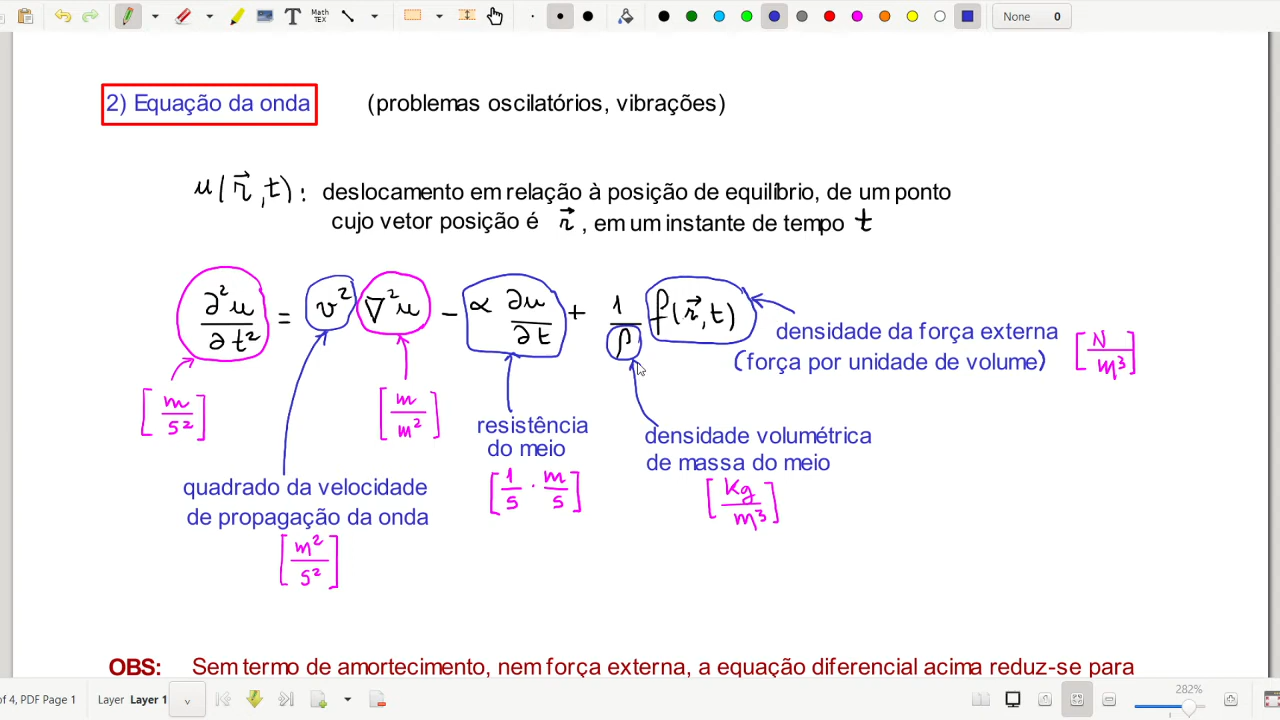 Math
TEX
T
None 0
2) Equação da onda (problemas oscilatórios, vibrações)
u(r⃗,t): deslocamento em relação à posição de equilíbrio, de um ponto
cujo vetor posição é r⃗, em um instante de tempo t
∂²u/∂t² = v² ∇²u − α ∂u/∂t + 1/ρ f(r⃗,t)
densidade da força externa
(força por unidade de volume) [N/m³]
[m/s²] [m/m²]
resistência
do meio
[1/s · m/s]
densidade volumétrica
de massa do meio
[Kg/m³]
quadrado da velocidade
de propagação da onda
[m²/s²]
OBS: Sem termo de amortecimento, nem força externa, a equação diferencial acima reduz-se para
of 4, PDF Page 1 Layer Layer 1 282%